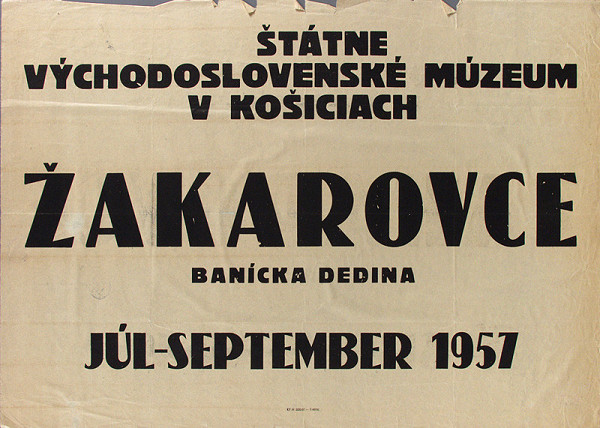 ŠTÁTNE
VÝCHODOSLOVENSKÉ MÚZEUM
V KOŠICIACH
ŽAKAROVCE
BANÍCKA DEDINA
JÚL-SEPTEMBER 1957